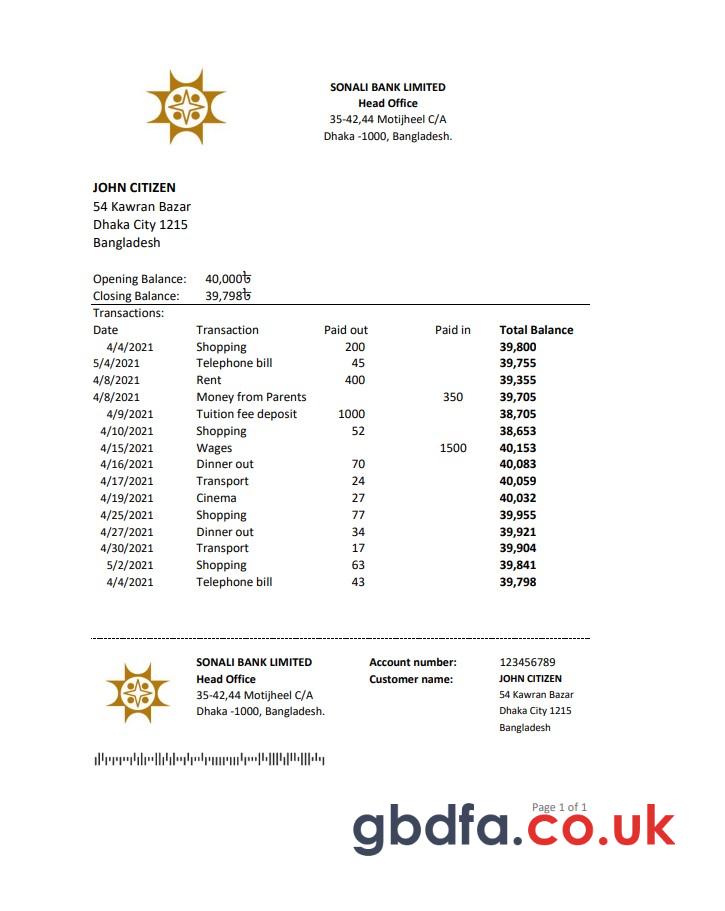 SONALI BANK LIMITED
Head Office
35-42,44 Motijheel C/A
Dhaka -1000, Bangladesh.
JOHN CITIZEN
54 Kawran Bazar
Dhaka City 1215
Bangladesh
Opening Balance: 40,000৳
Closing Balance: 39,798৳
Transactions:
Date Transaction Paid out Paid in Total Balance
4/4/2021 Shopping 200 39,800
5/4/2021 Telephone bill 45 39,755
4/8/2021 Rent 400 39,355
4/8/2021 Money from Parents 350 39,705
4/9/2021 Tuition fee deposit 1000 38,705
4/10/2021 Shopping 52 38,653
4/15/2021 Wages 1500 40,153
4/16/2021 Dinner out 70 40,083
4/17/2021 Transport 24 40,059
4/19/2021 Cinema 27 40,032
4/25/2021 Shopping 77 39,955
4/27/2021 Dinner out 34 39,921
4/30/2021 Transport 17 39,904
5/2/2021 Shopping 63 39,841
4/4/2021 Telephone bill 43 39,798
SONALI BANK LIMITED Account number: 123456789
Head Office Customer name: JOHN CITIZEN
35-42,44 Motijheel C/A 54 Kawran Bazar
Dhaka -1000, Bangladesh. Dhaka City 1215
Bangladesh
Page 1 of 1
gbdfa.co.uk